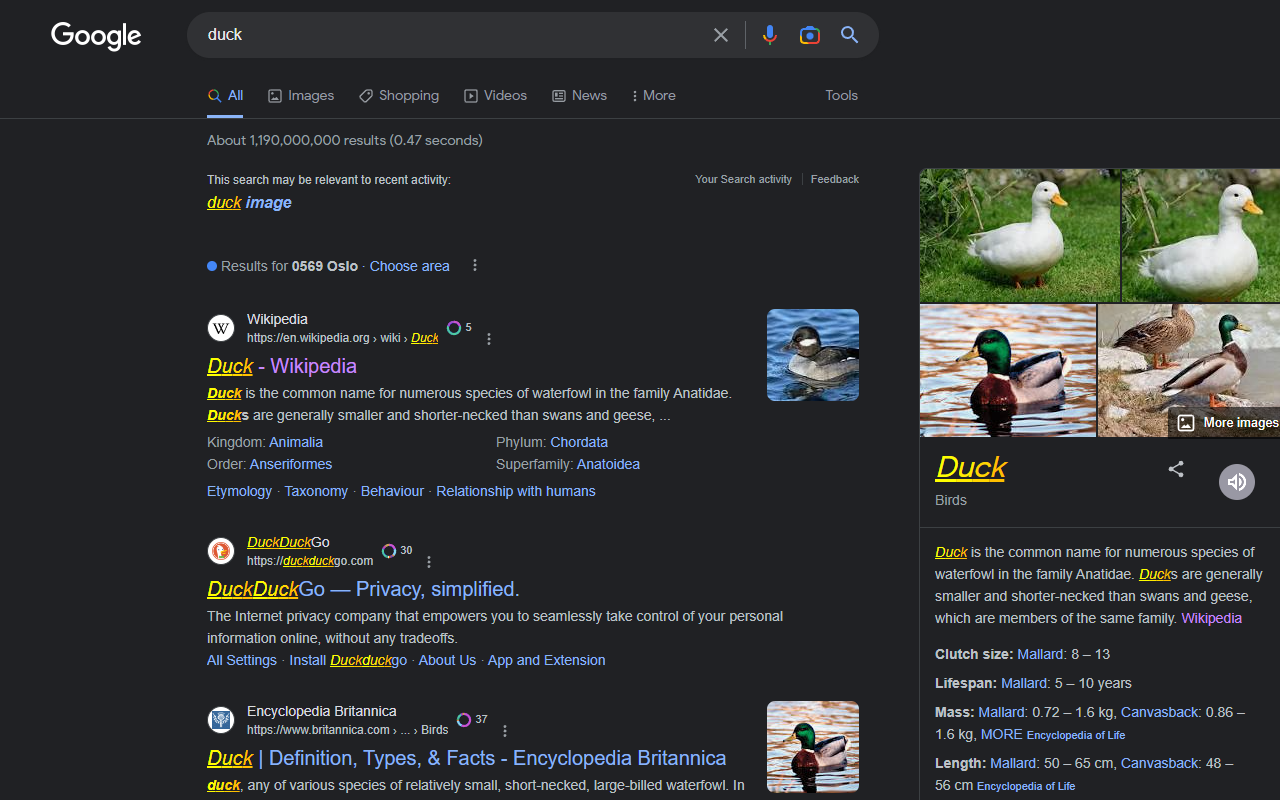 Google
duck
All
Images
Shopping
Videos
News
More
Tools
About 1,190,000,000 results (0.47 seconds)
This search may be relevant to recent activity:
Your Search activity
Feedback
duck image
Results for 0569 Oslo · Choose area
Wikipedia
https://en.wikipedia.org › wiki › Duck
5
Duck - Wikipedia
Duck is the common name for numerous species of waterfowl in the family Anatidae.
Ducks are generally smaller and shorter-necked than swans and geese, ...
Kingdom: Animalia
Phylum: Chordata
Order: Anseriformes
Superfamily: Anatoidea
Etymology · Taxonomy · Behaviour · Relationship with humans
DuckDuckGo
https://duckduckgo.com
30
DuckDuckGo — Privacy, simplified.
The Internet privacy company that empowers you to seamlessly take control of your personal
information online, without any tradeoffs.
All Settings · Install Duckduckgo · About Us · App and Extension
Encyclopedia Britannica
https://www.britannica.com › ... › Birds
37
Duck | Definition, Types, & Facts - Encyclopedia Britannica
duck, any of various species of relatively small, short-necked, large-billed waterfowl. In
More images
Duck
Birds
Duck is the common name for numerous species of
waterfowl in the family Anatidae. Ducks are generally
smaller and shorter-necked than swans and geese,
which are members of the same family. Wikipedia
Clutch size: Mallard: 8 – 13
Lifespan: Mallard: 5 – 10 years
Mass: Mallard: 0.72 – 1.6 kg, Canvasback: 0.86 –
1.6 kg, MORE Encyclopedia of Life
Length: Mallard: 50 – 65 cm, Canvasback: 48 –
56 cm Encyclopedia of Life